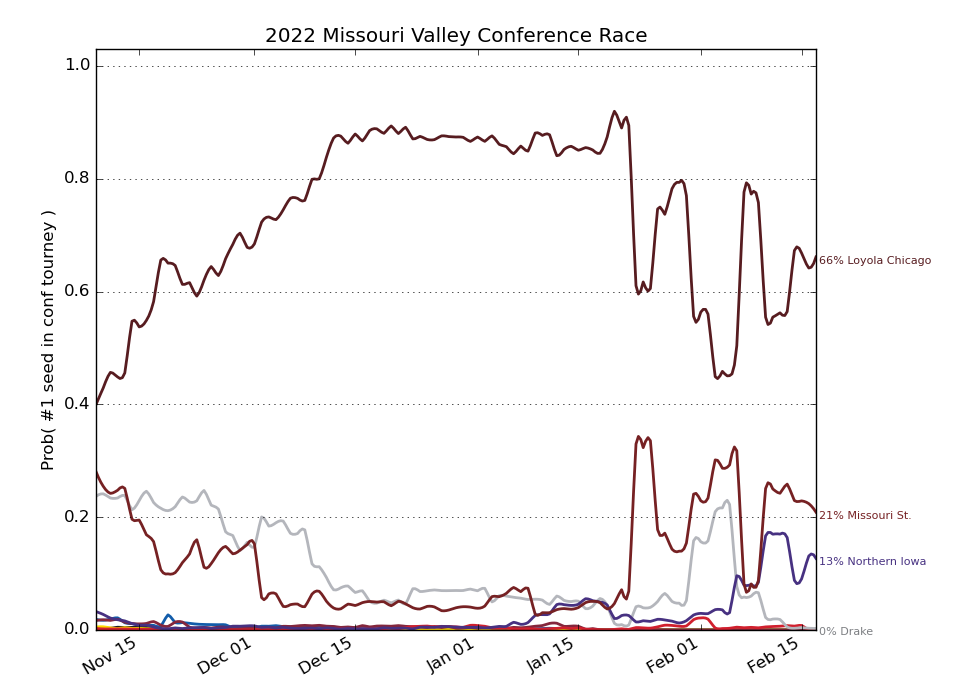 2022 Missouri Valley Conference Race
Prob( #1 seed in conf tourney )
1.0
0.8
0.6
0.4
0.2
0.0
66% Loyola Chicago
21% Missouri St.
13% Northern Iowa
0% Drake
Nov 15
Dec 01
Dec 15
Jan 01
Jan 15
Feb 01
Feb 15